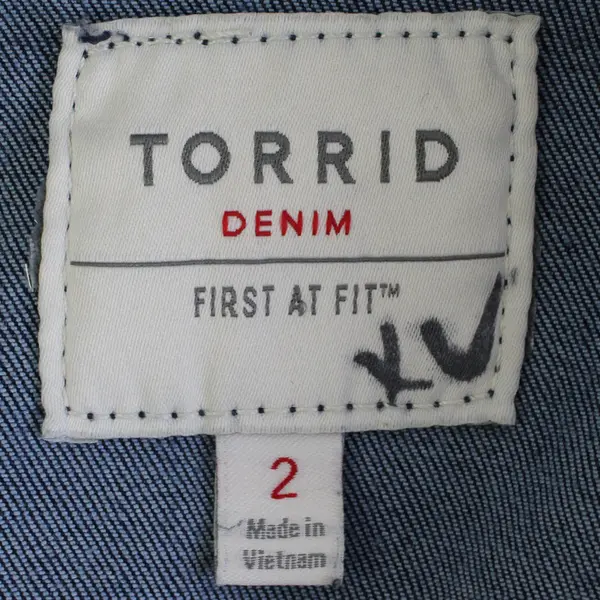 TORRID
DENIM
FIRST AT FIT™
2
Made in
Vietnam